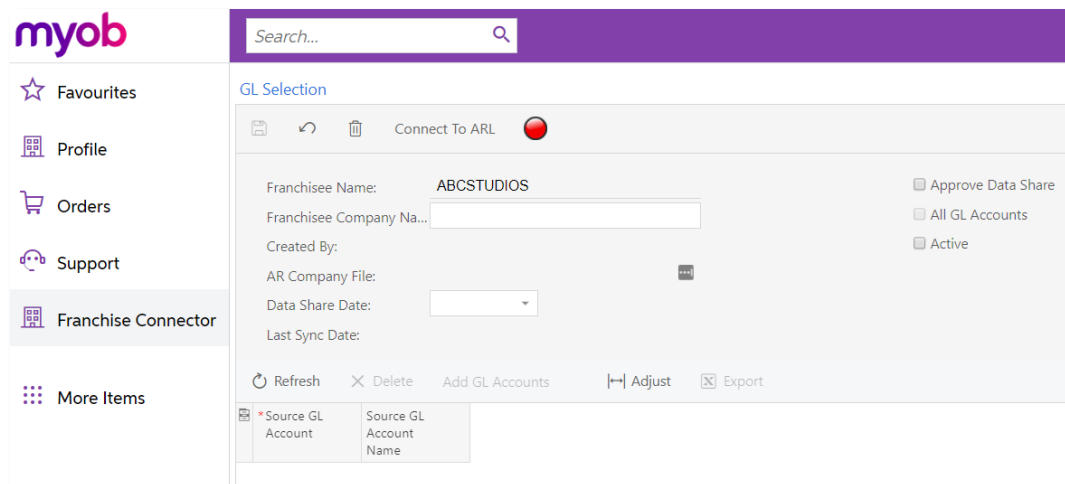 myob
Search...
Favourites
Profile
Orders
Support
Franchise Connector
More Items
GL Selection
Connect To ARL
Franchisee Name: ABCSTUDIOS
Franchisee Company Na...
Created By:
AR Company File:
Data Share Date:
Last Sync Date:
Approve Data Share
All GL Accounts
Active
Refresh Delete Add GL Accounts Adjust Export
* Source GL
Account
Source GL
Account
Name